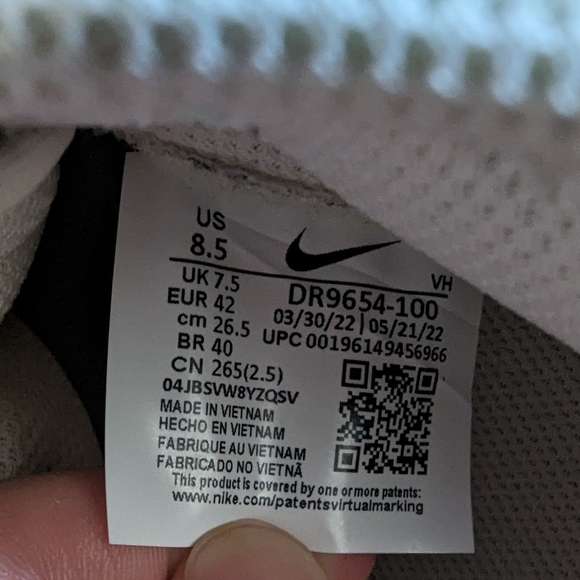 US
8.5
VH
UK 7.5
DR9654-100
EUR 42
03/30/22 | 05/21/22
cm 26.5
UPC 00196149456966
BR 40
CN 265(2.5)
04JBSVW8YZQSV
MADE IN VIETNAM
HECHO EN VIETNAM
FABRIQUE AU VIETNAM
FABRICADO NO VIETNÃ
This product is covered by one or more patents:
www.nike.com/patentsvirtualmarking